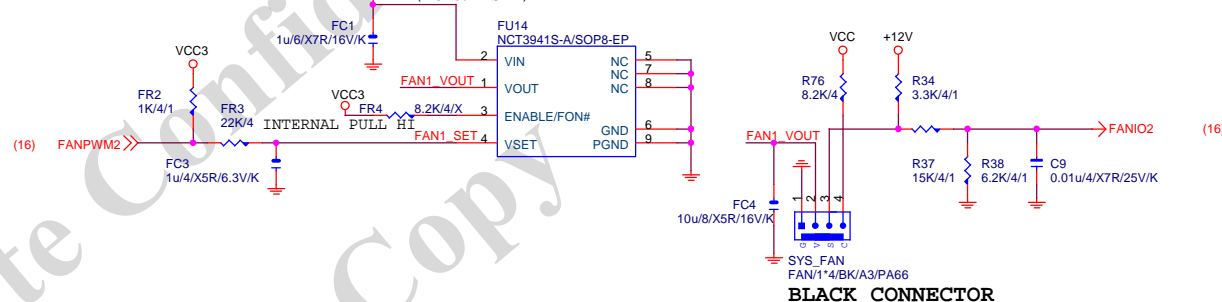 FC1
1u/6/X7R/16V/K
FU14
NCT3941S-A/SOP8-EP
2 VIN
1 VOUT
3 ENABLE/FON#
4 VSET
NC 5
NC 7
NC 8
GND 6
PGND 9
VCC3
FR2
1K/4/1
FR3
22K/4
FAN1_VOUT
VCC3
FR4 8.2K/4/X
INTERNAL PULL HI
FAN1_SET
(16) FANPWM2
FC3
1u/4/X5R/6.3V/K
VCC
+12V
R76
8.2K/4
R34
3.3K/4/1
FAN1_VOUT
FANIO2
(16
R37
15K/4/1
R38
6.2K/4/1
C9
0.01u/4/X7R/25V/K
FC4
10u/8/X5R/16V/K
1 2 3 4
G V S C
SYS_FAN
FAN/1*4/BK/A3/PA66
BLACK CONNECTOR
te Confid
Copy